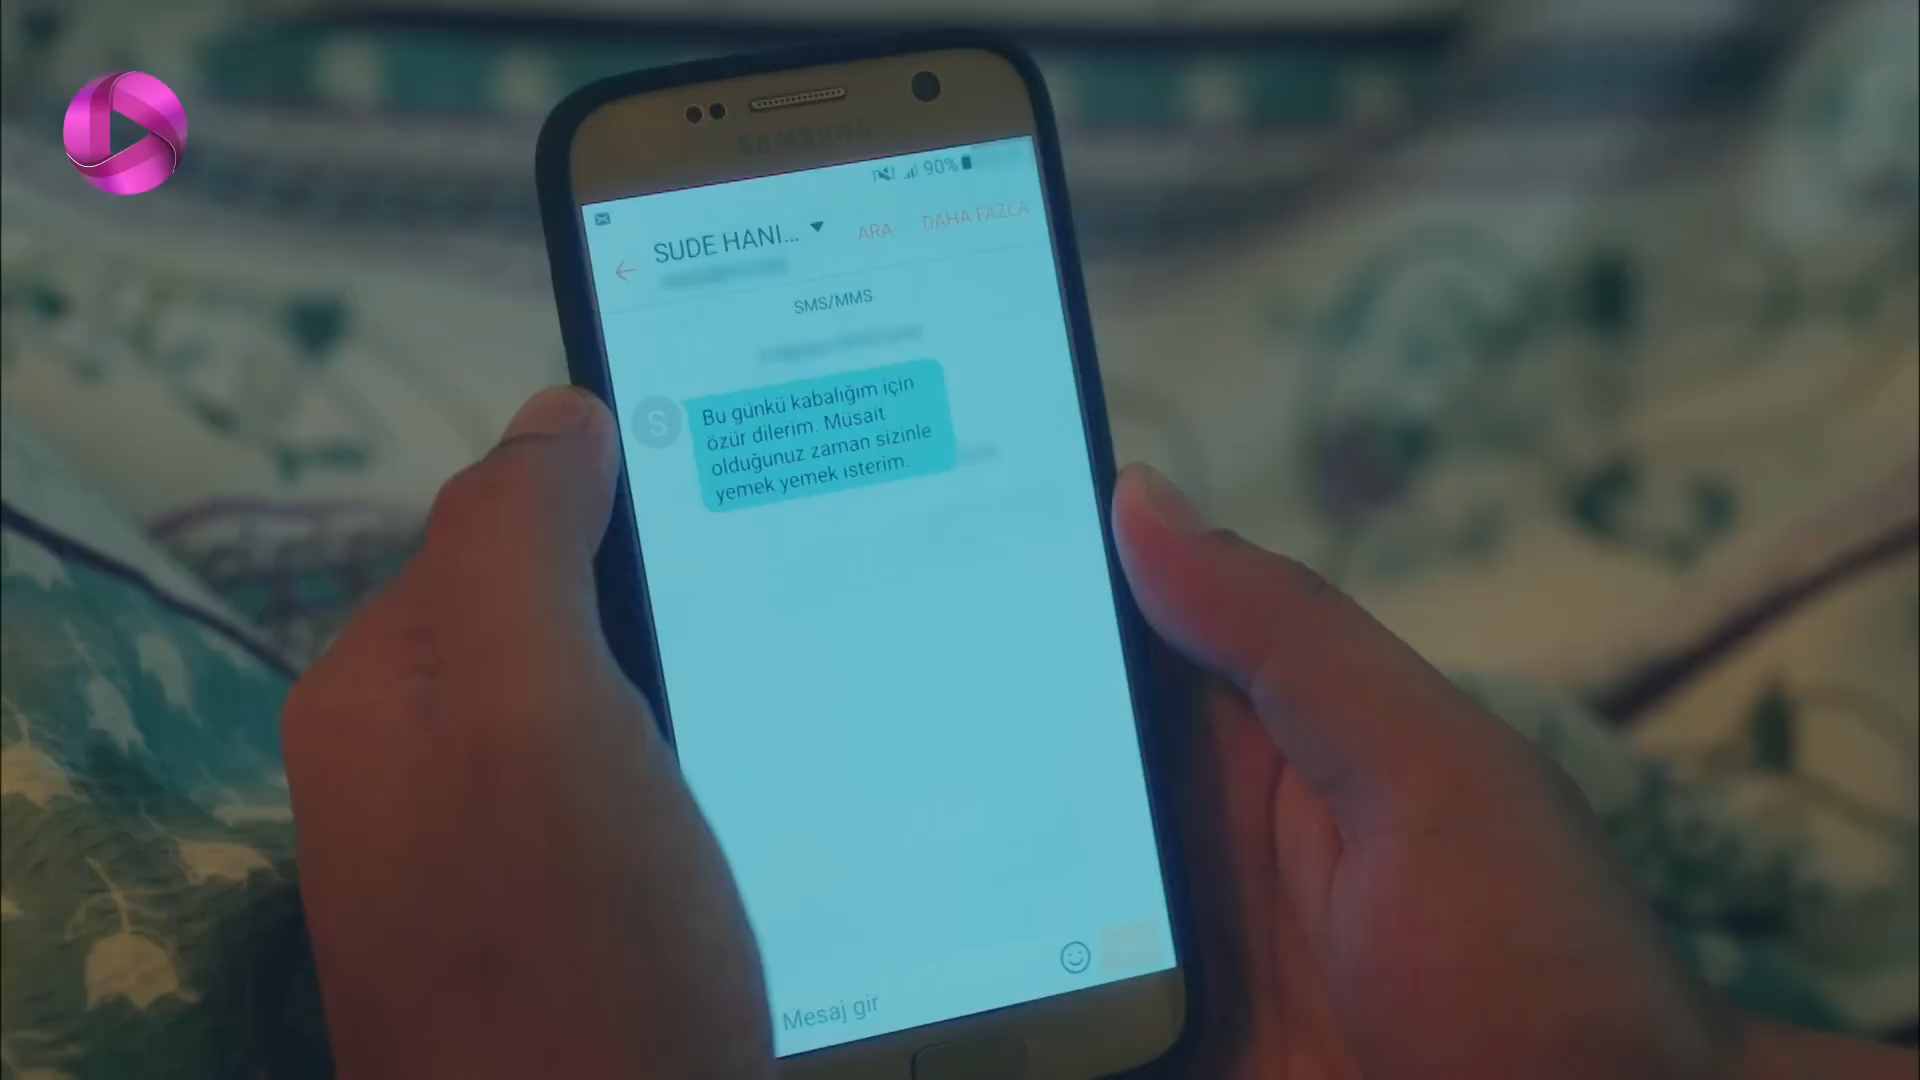 SAMSUNG
90%
SUDE HANI...
ARA
DAHA FAZLA
SMS/MMS
S
Bu günkü kabalığım için
özür dilerim. Müsait
olduğunuz zaman sizinle
yemek yemek isterim.
Mesaj gir